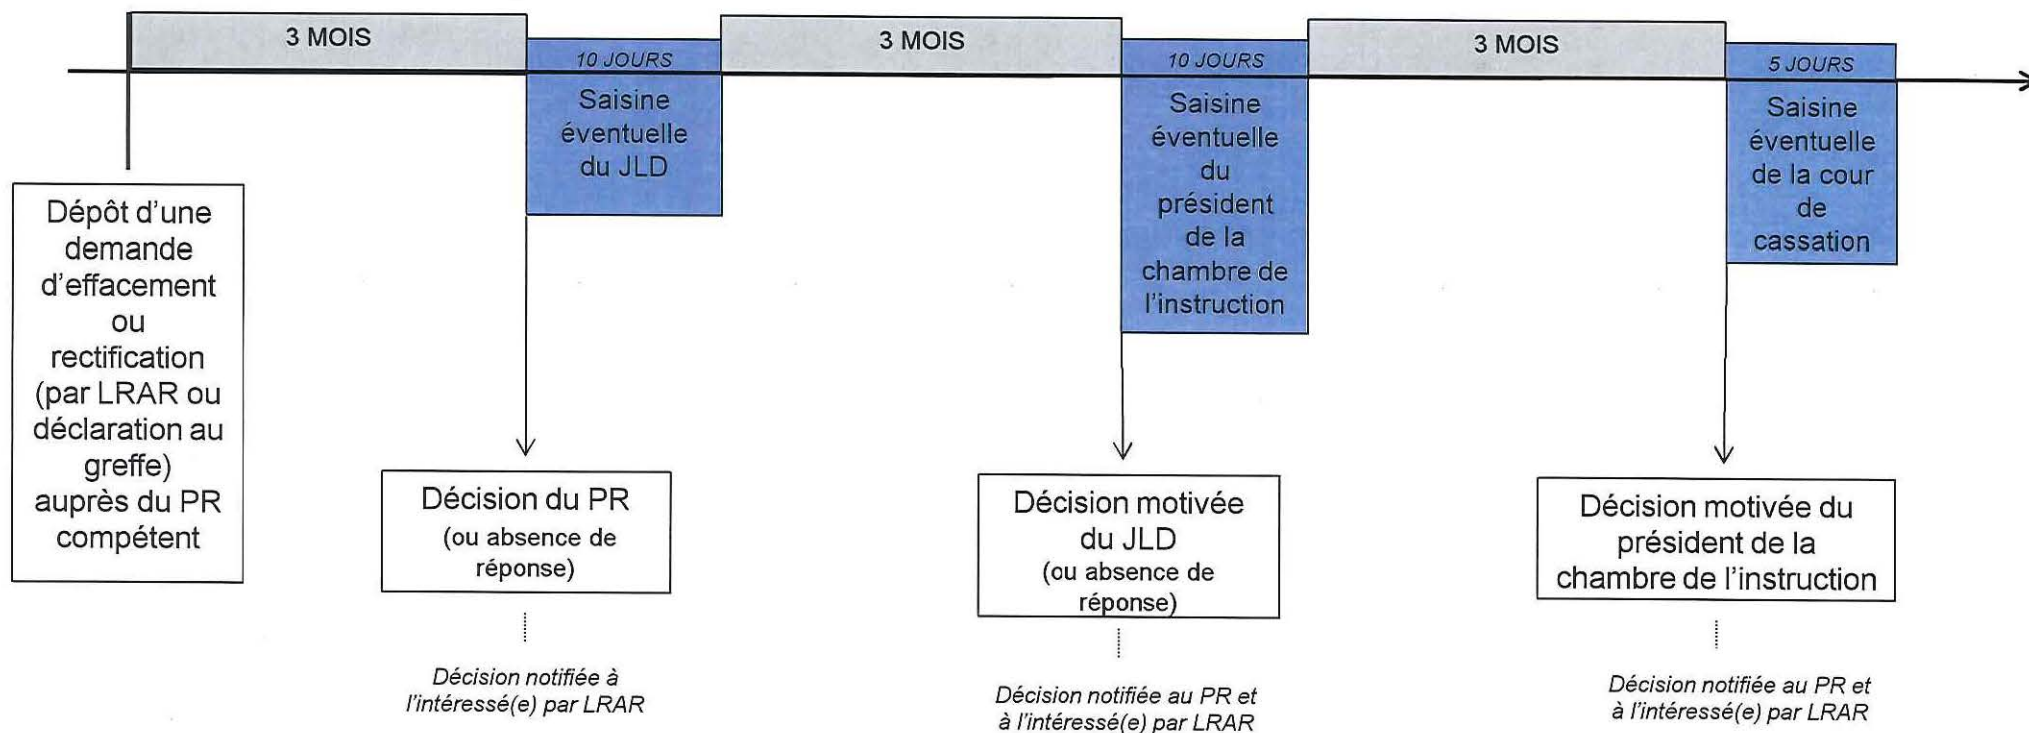 3 MOIS
10 JOURS
Saisine
éventuelle
du JLD
3 MOIS
10 JOURS
Saisine
éventuelle
du
président
de la
chambre de
l'instruction
3 MOIS
5 JOURS
Saisine
éventuelle
de la cour
de
cassation
Dépôt d'une
demande
d'effacement
ou
rectification
(par LRAR ou
déclaration au
greffe)
auprès du PR
compétent
Décision du PR
(ou absence de
réponse)
Décision notifiée à
l'intéressé(e) par LRAR
Décision motivée
du JLD
(ou absence de
réponse)
Décision notifiée au PR et
à l'intéressé(e) par LRAR
Décision motivée du
président de la
chambre de l'instruction
Décision notifiée au PR et
à l'intéressé(e) par LRAR